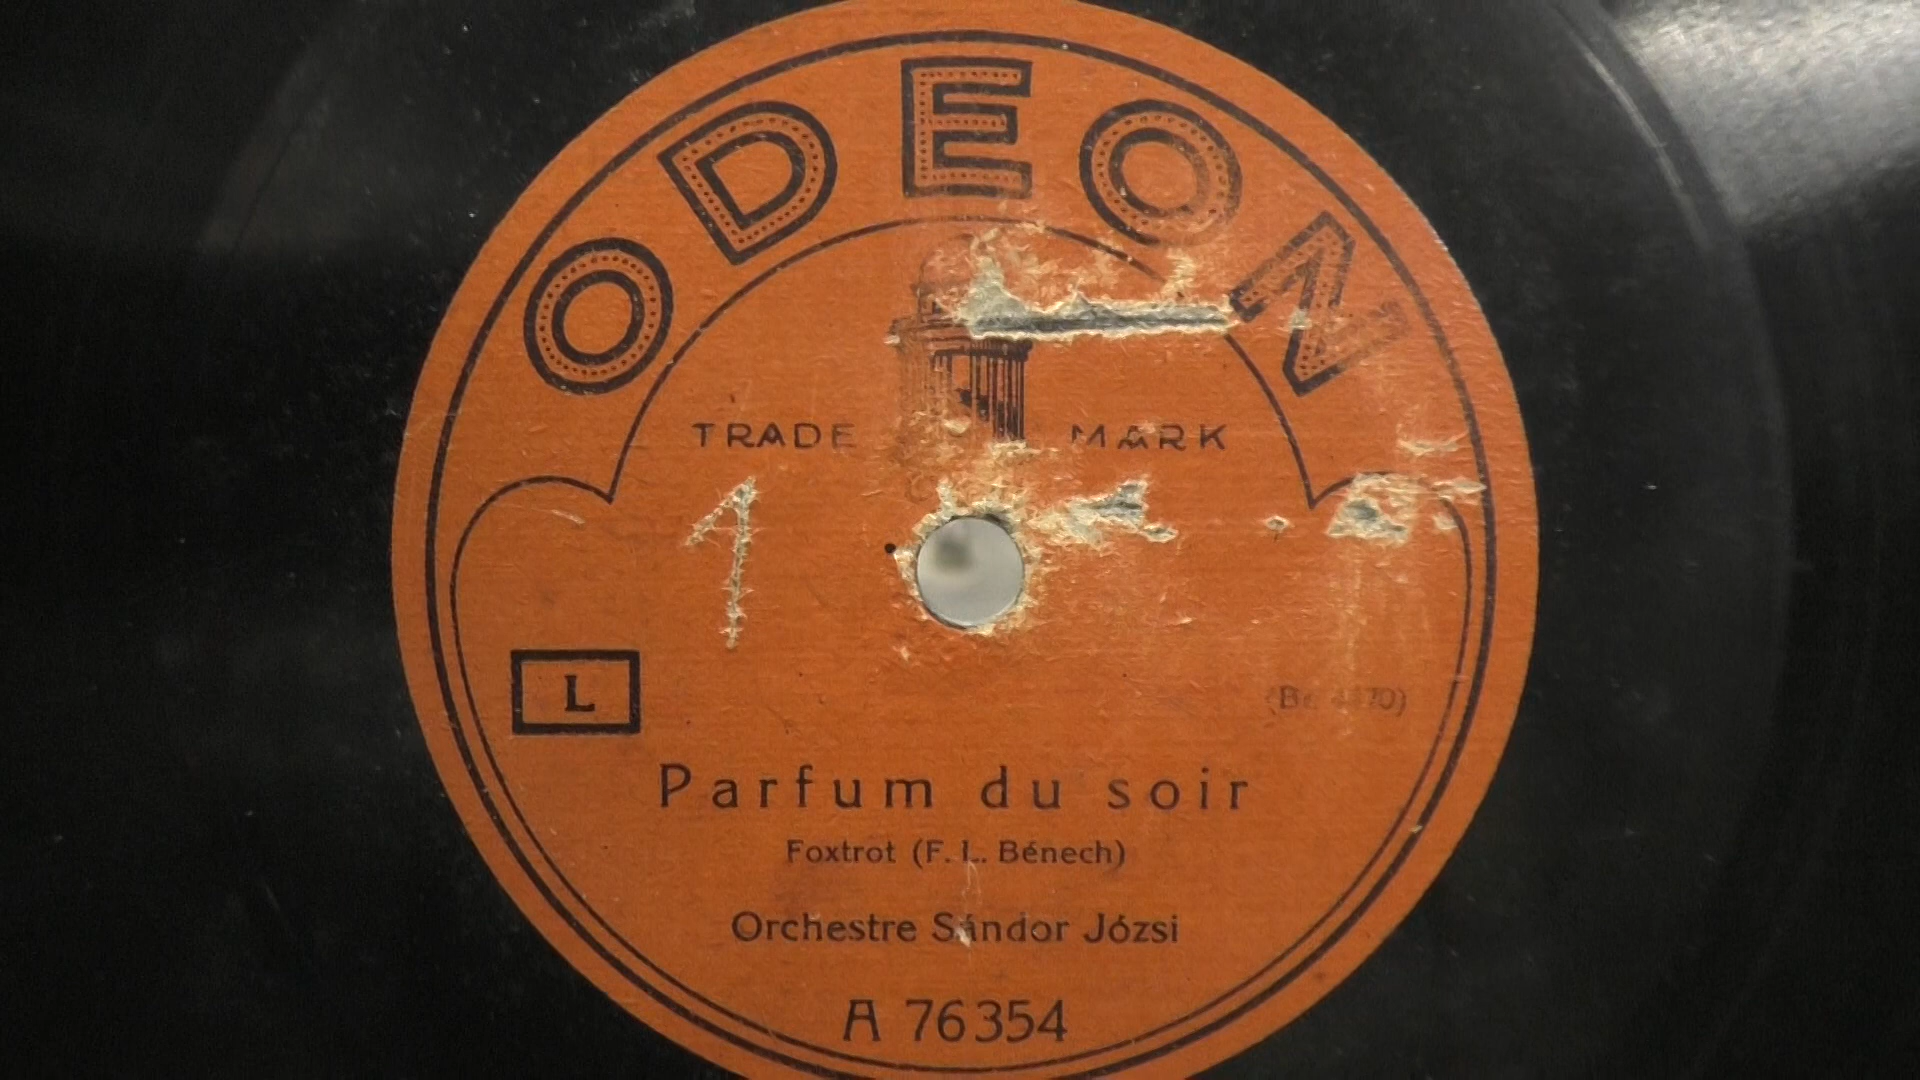 ODEON
TRADE MARK
1
L
Parfum du soir
Foxtrot (F. L. Bénech)
Orchestre Sándor Józsi
A 76354